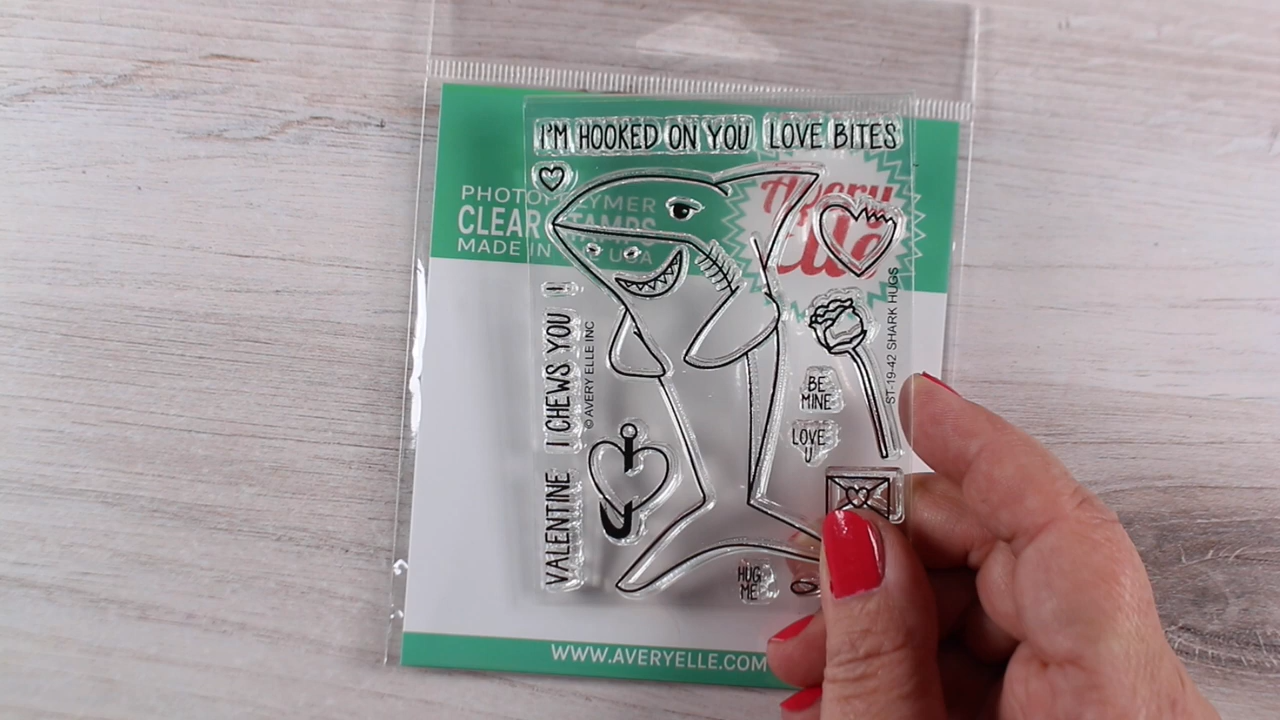 I'M HOOKED ON YOU LOVE BITES
PHOTOPOLYMER
CLEAR STAMPS
MADE IN THE USA
Avery
Elle
VALENTINE I CHEWS YOU !
© AVERY ELLE INC
ST-19-42 SHARK HUGS
BE
MINE
LOVE
U
HUG
ME
WWW.AVERYELLE.COM